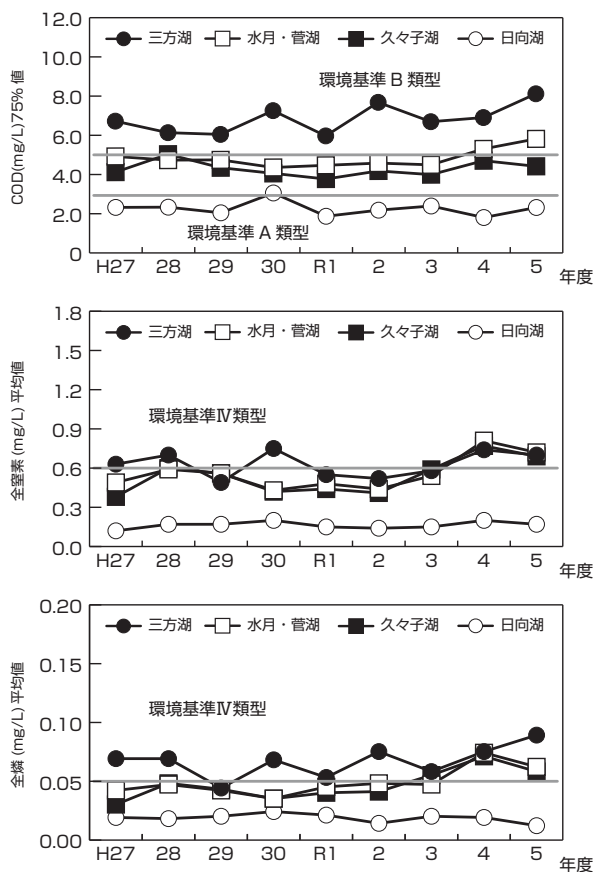 COD(mg/L)75%値
12.0
10.0
8.0
6.0
4.0
2.0
0
三方湖 水月・菅湖 久々子湖 日向湖
環境基準B類型
環境基準A類型
H27 28 29 30 R1 2 3 4 5 年度
全窒素(mg/L)平均値
1.8
1.5
1.2
0.9
0.6
0.3
0.0
三方湖 水月・菅湖 久々子湖 日向湖
環境基準Ⅳ類型
H27 28 29 30 R1 2 3 4 5 年度
全燐(mg/L)平均値
0.20
0.15
0.10
0.05
0.00
三方湖 水月・菅湖 久々子湖 日向湖
環境基準Ⅳ類型
H27 28 29 30 R1 2 3 4 5 年度